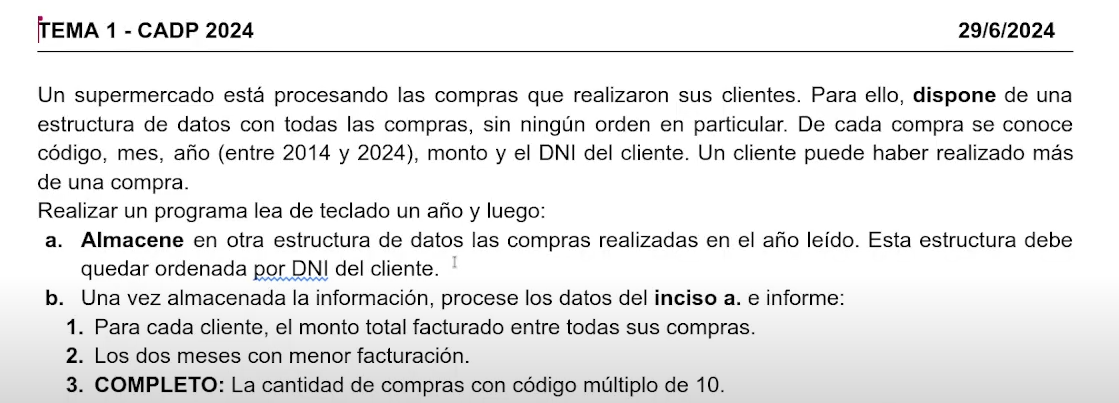 TEMA 1 - CADP 2024 29/6/2024
Un supermercado está procesando las compras que realizaron sus clientes. Para ello, dispone de una
estructura de datos con todas las compras, sin ningún orden en particular. De cada compra se conoce
código, mes, año (entre 2014 y 2024), monto y el DNI del cliente. Un cliente puede haber realizado más
de una compra.
Realizar un programa lea de teclado un año y luego:
a. Almacene en otra estructura de datos las compras realizadas en el año leído. Esta estructura debe
quedar ordenada por DNI del cliente.
b. Una vez almacenada la información, procese los datos del inciso a. e informe:
1. Para cada cliente, el monto total facturado entre todas sus compras.
2. Los dos meses con menor facturación.
3. COMPLETO: La cantidad de compras con código múltiplo de 10.